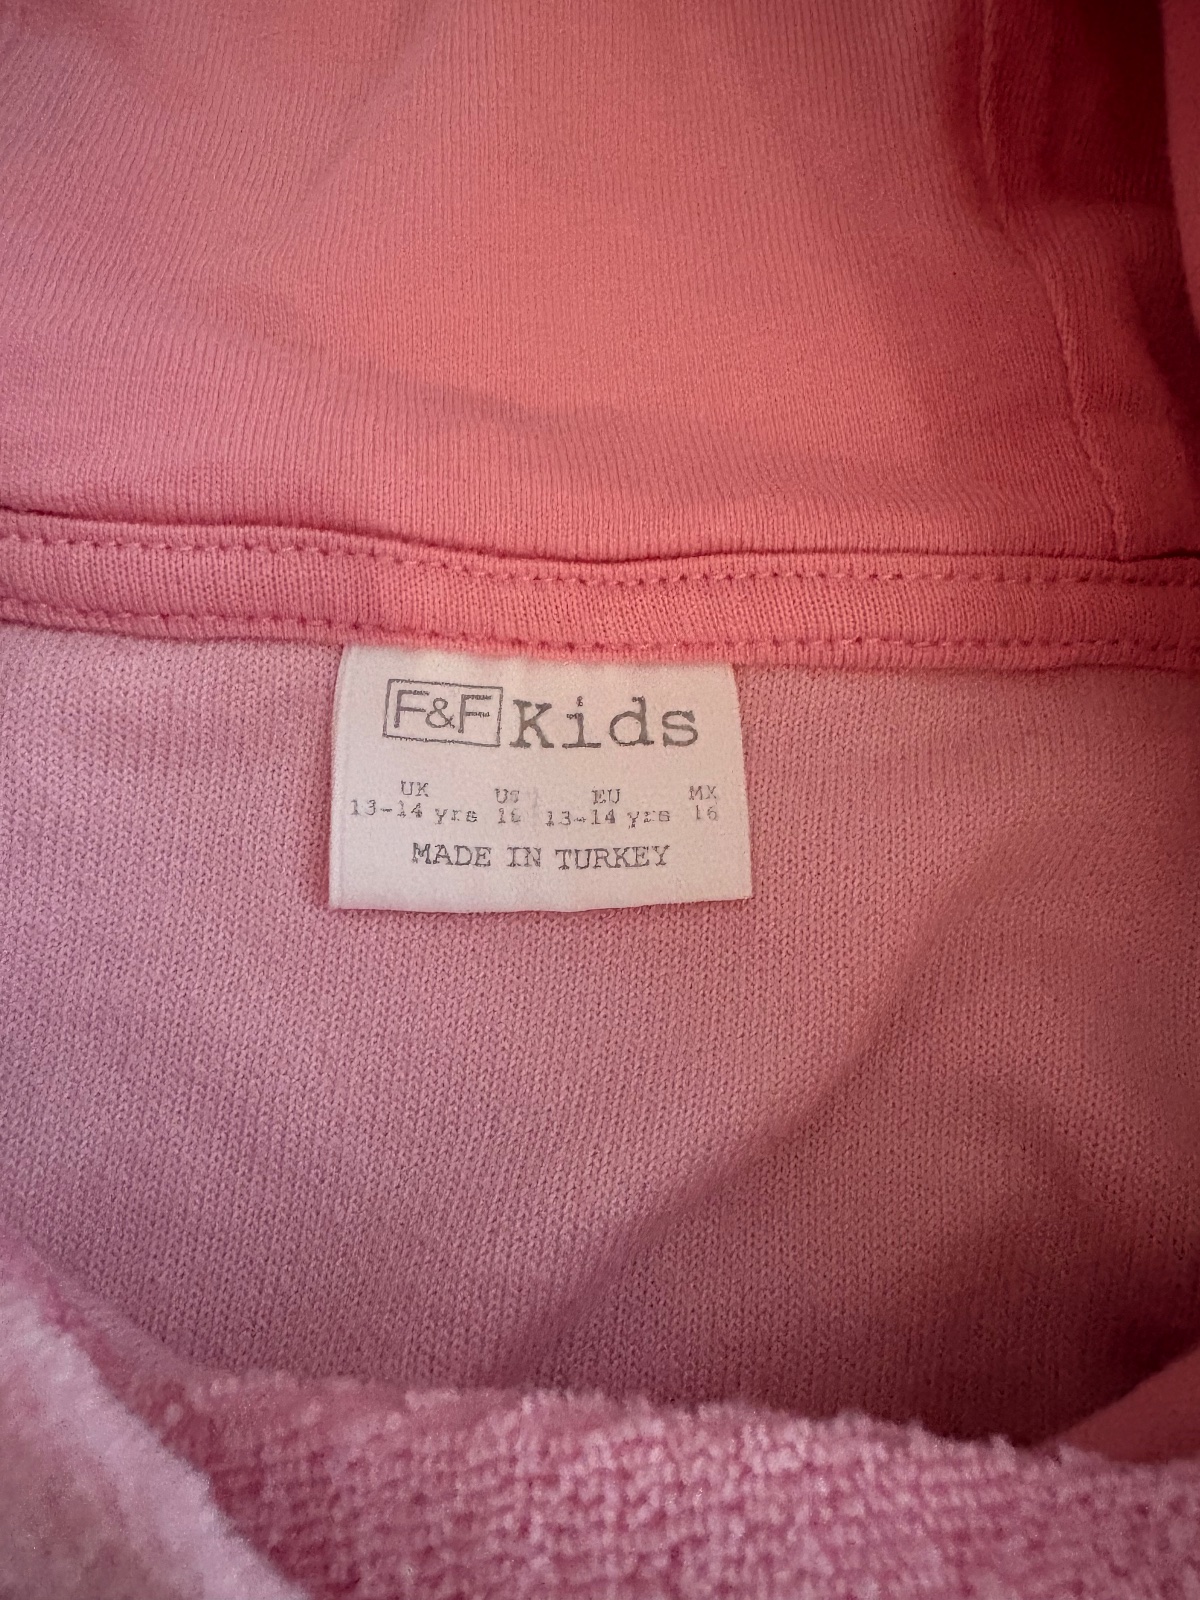 F&F Kids
UK US EU MX
13-14 yrs 16 13-14 yrs 16
MADE IN TURKEY